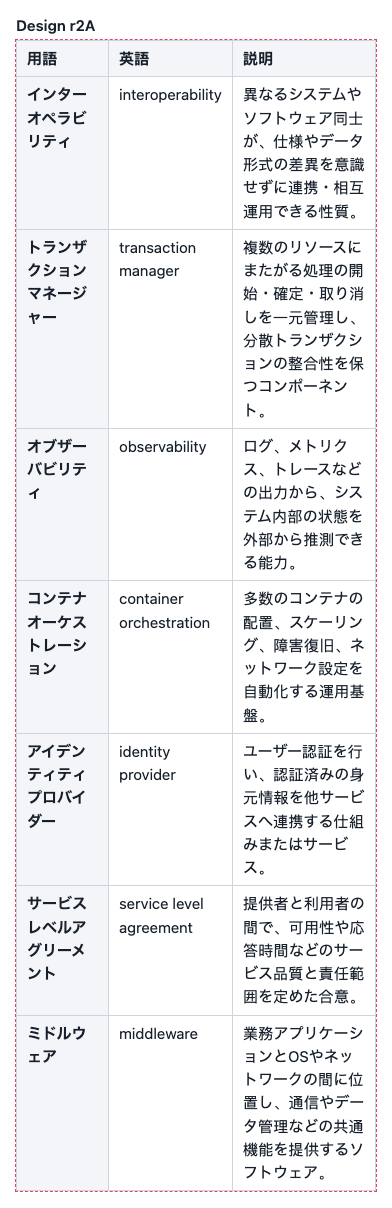 Design r2A
用語 英語 説明
インター
オペラビ
リティ
interoperability
異なるシステムや
ソフトウェア同士
が、仕様やデータ
形式の差異を意識
せずに連携・相互
運用できる性質。
トランザ
クション
マネージ
ャー
transaction
manager
複数のリソースに
またがる処理の開
始・確定・取り消
しを一元管理し、
分散トランザクシ
ョンの整合性を保
つコンポーネン
ト。
オブザー
バビリテ
ィ
observability
ログ、メトリク
ス、トレースなど
の出力から、シス
テム内部の状態を
外部から推測でき
る能力。
コンテナ
オーケス
トレーシ
ョン
container
orchestration
多数のコンテナの
配置、スケーリン
グ、障害復旧、ネ
ットワーク設定を
自動化する運用基
盤。
アイデン
ティティ
プロバイ
ダー
identity
provider
ユーザー認証を行
い、認証済みの身
元情報を他サービ
スへ連携する仕組
みまたはサービ
ス。
サービス
レベルア
グリーメ
ント
service level
agreement
提供者と利用者の
間で、可用性や応
答時間などのサー
ビス品質と責任範
囲を定めた合意。
ミドルウ
ェア
middleware
業務アプリケーシ
ョンとOSやネッ
トワークの間に位
置し、通信やデー
タ管理などの共通
機能を提供するソ
フトウェア。